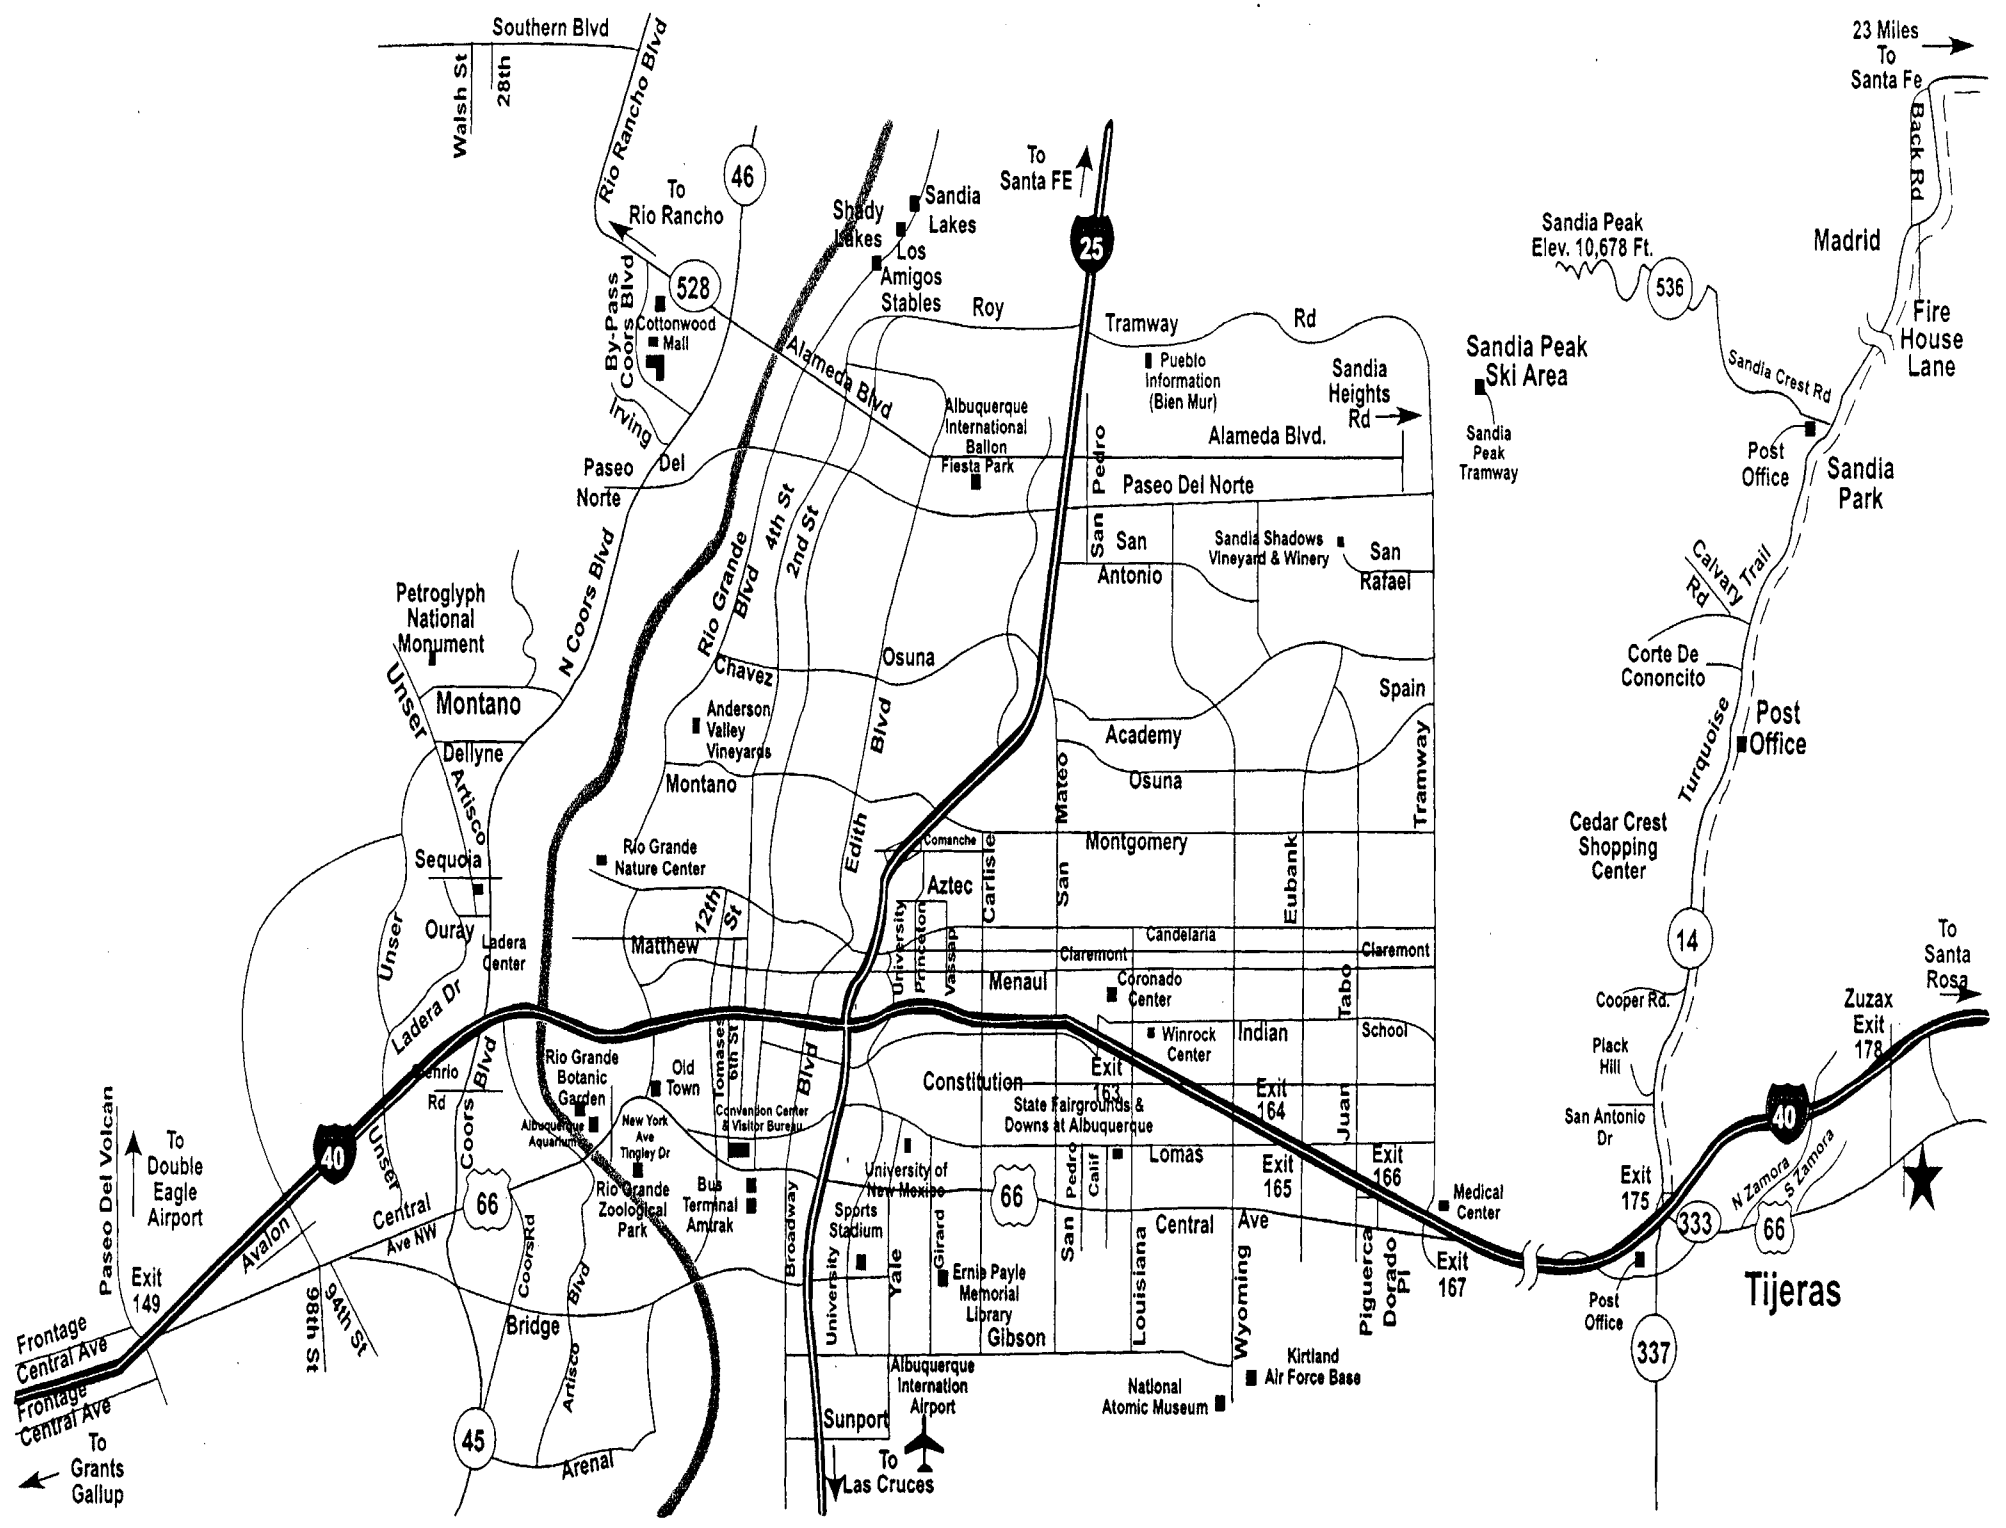 Southern Blvd
Walsh St
28th
Rio Rancho Blvd
23 Miles
To
Santa Fe
Back Rd
46
To
Rio Rancho
528
By-Pass
Coors Blvd
Cottonwood
Mall
Irving
Shady
Lakes
Sandia
Lakes
Los
Amigos
Stables
To
Santa FE
25
Roy
Tramway
Rd
Pueblo
Information
(Bien Mur)
Sandia
Heights
Rd
Sandia Peak
Elev. 10,678 Ft.
536
Madrid
Fire
House
Lane
Sandia Peak
Ski Area
Sandia
Peak
Tramway
Sandia Crest Rd
Post
Office
Sandia
Park
Alameda Blvd
Albuquerque
International
Ballon
Fiesta Park
Alameda Blvd.
San Pedro
Paseo Del Norte
Paseo
Del
Norte
4th St
2nd St
Rio Grande
Blvd
N Coors Blvd
San
Antonio
Sandia Shadows
Vineyard & Winery
San
Rafael
Calvary
Rd
Trail
Petroglyph
National
Monument
Unser
Montano
Dellyne
Artisco
Sequoia
Chavez
Osuna
Anderson
Valley
Vineyards
Blvd
Montano
Spain
Academy
Osuna
San Mateo
Tramway
Corte De
Cononcito
Turquoise
Post
Office
Cedar Crest
Shopping
Center
Rio Grande
Nature Center
Edith
Comanche
Aztec
Carlisle
Montgomery
Eubank
12th
St
University
Princeton
Vassap
Candelaria
Claremont
Claremont
Menaul
Unser
Ouray
Ladera
Center
Ladera Dr
Matthew
Coronado
Center
Juan Tabo
14
Cooper Rd.
To
Santa
Rosa
Zuzax
Exit
178
Winrock
Center
Indian
School
Plack
Hill
San Antonio
Dr
Rd
Coors Blvd
Rio Grande
Botanic
Garden
Albuquerque
Aquarium
Old
Town
Tomases
6th St
Blvd
Convention Center
& Visitor Bureau
New York
Ave
Tingley Dr
Rio Grande
Zoological
Park
Bus
Terminal
Amtrak
Constitution
Exit
163
Exit
164
State Fairgrounds &
Downs at Albuquerque
Lomas
Exit
165
Exit
166
Exit
175
40
N Zamora
S Zamora
333
66
Paseo Del Volcan
To
Double
Eagle
Airport
40
Unser
Avalon
Central
Ave NW
66
University of
New Mexico
66
San Pedro
Calif
Central
Ave
Medical
Center
Exit
149
98th St
94th St
Coors Rd
Artisco Blvd
Bridge
Broadway
University
Sports
Stadium
Yale
Girard
Ernie Payle
Memorial
Library
Gibson
Louisiana
Wyoming
Piguerca
Dorado
Pl
Exit
167
Post
Office
Tijeras
337
Frontage
Central Ave
Frontage
Central Ave
To
Grants
Gallup
45
Arenal
Albuquerque
Internation
Airport
Sunport
To
Las Cruces
National
Atomic Museum
Kirtland
Air Force Base